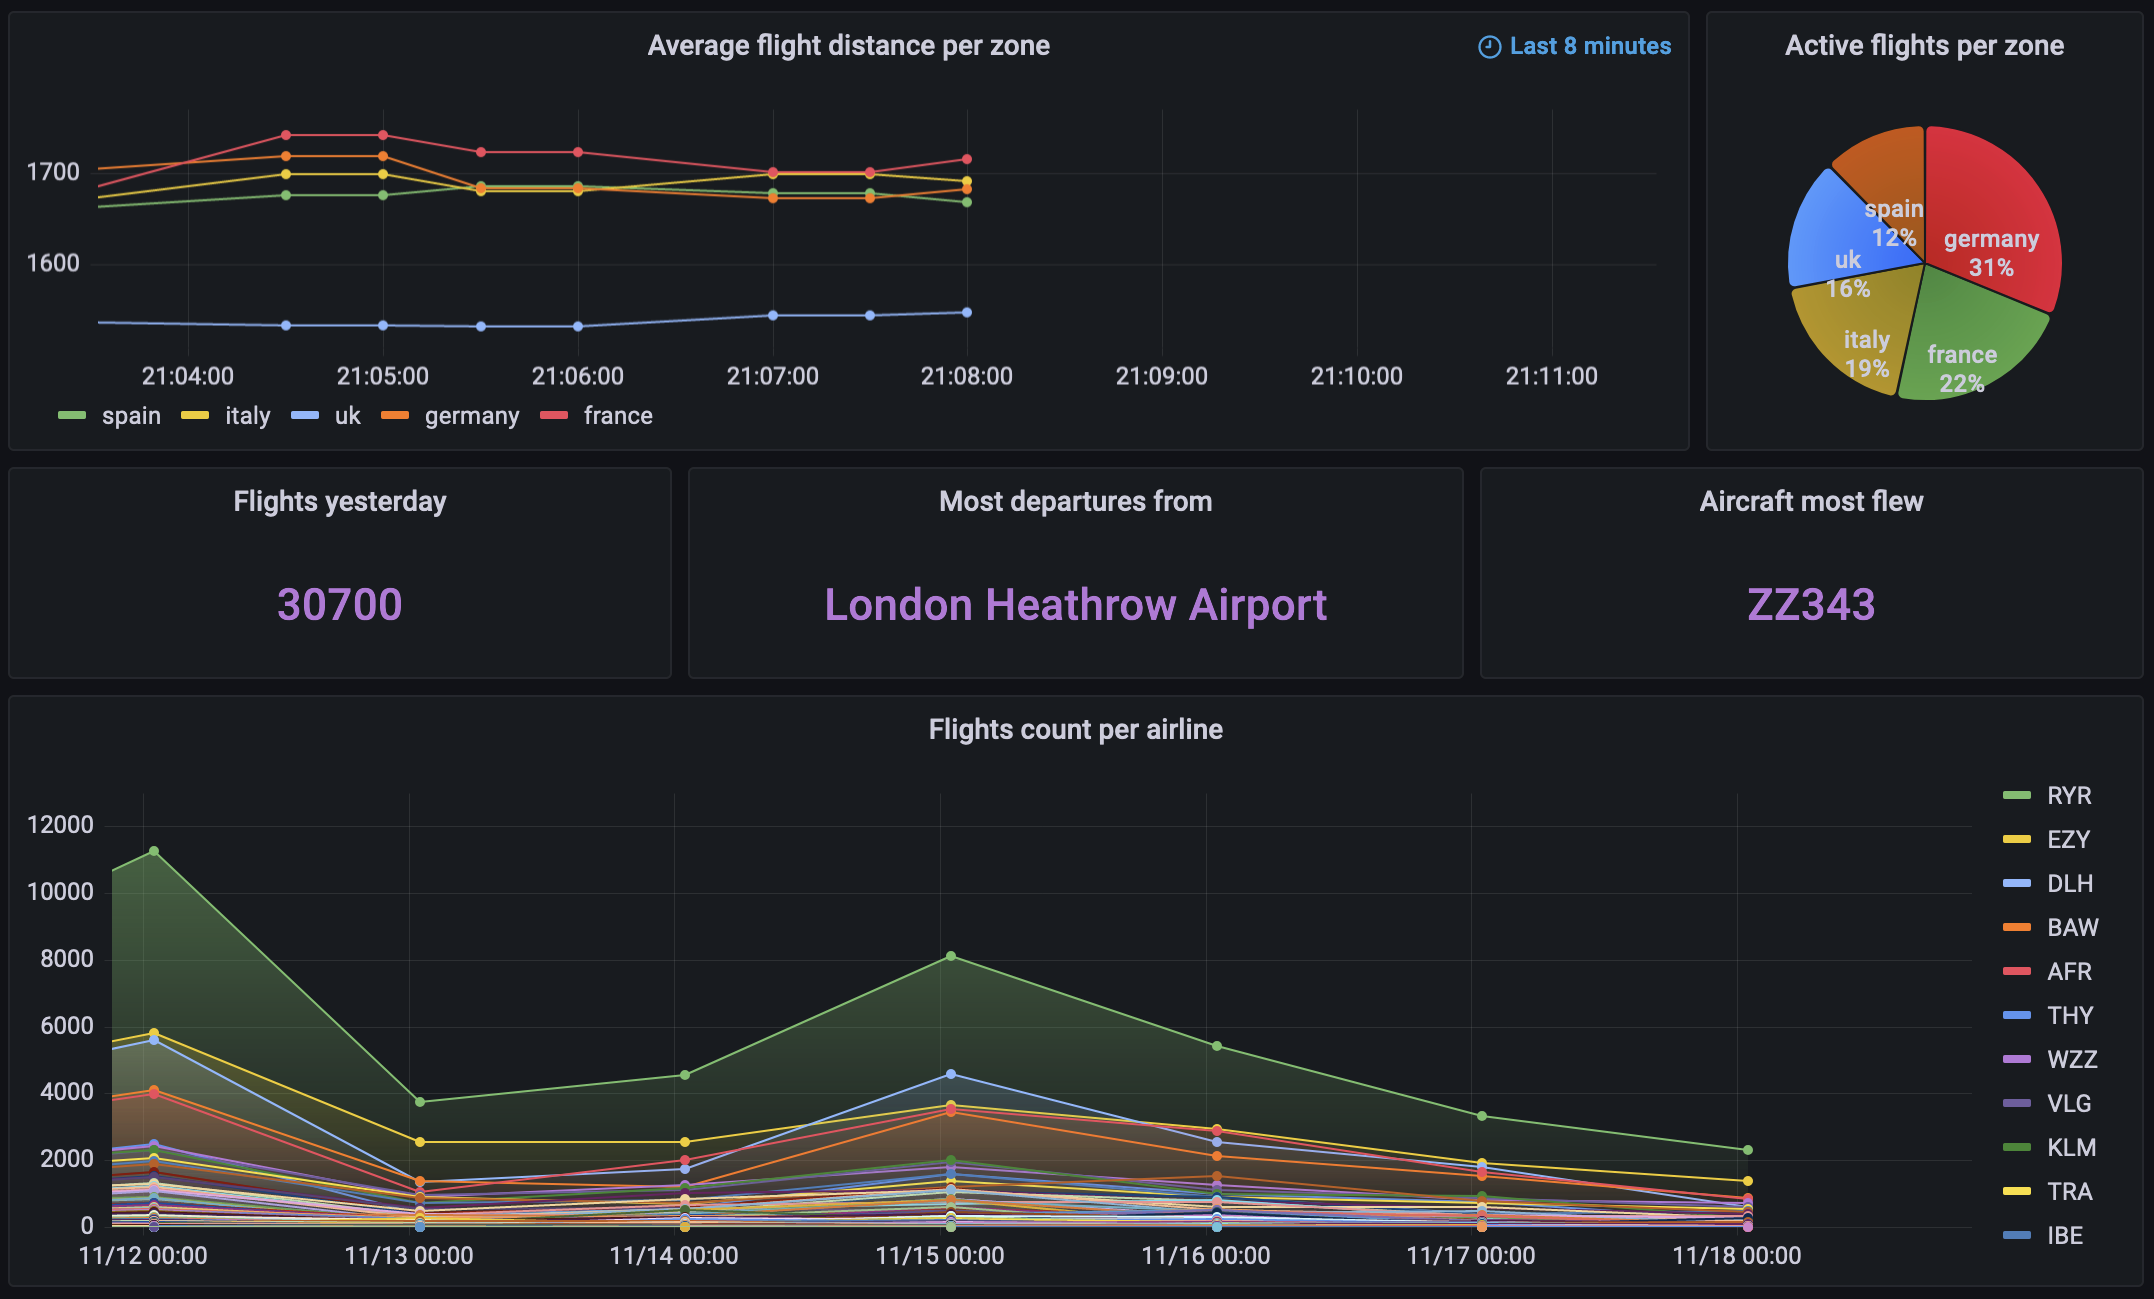 Average flight distance per zone
Last 8 minutes
1700
1600
21:04:00 21:05:00 21:06:00 21:07:00 21:08:00 21:09:00 21:10:00 21:11:00
spain italy uk germany france
Active flights per zone
spain
12%
germany
31%
uk
16%
italy
19%
france
22%
Flights yesterday
30700
Most departures from
London Heathrow Airport
Aircraft most flew
ZZ343
Flights count per airline
12000
10000
8000
6000
4000
2000
0
11/12 00:00 11/13 00:00 11/14 00:00 11/15 00:00 11/16 00:00 11/17 00:00 11/18 00:00
RYR
EZY
DLH
BAW
AFR
THY
WZZ
VLG
KLM
TRA
IBE